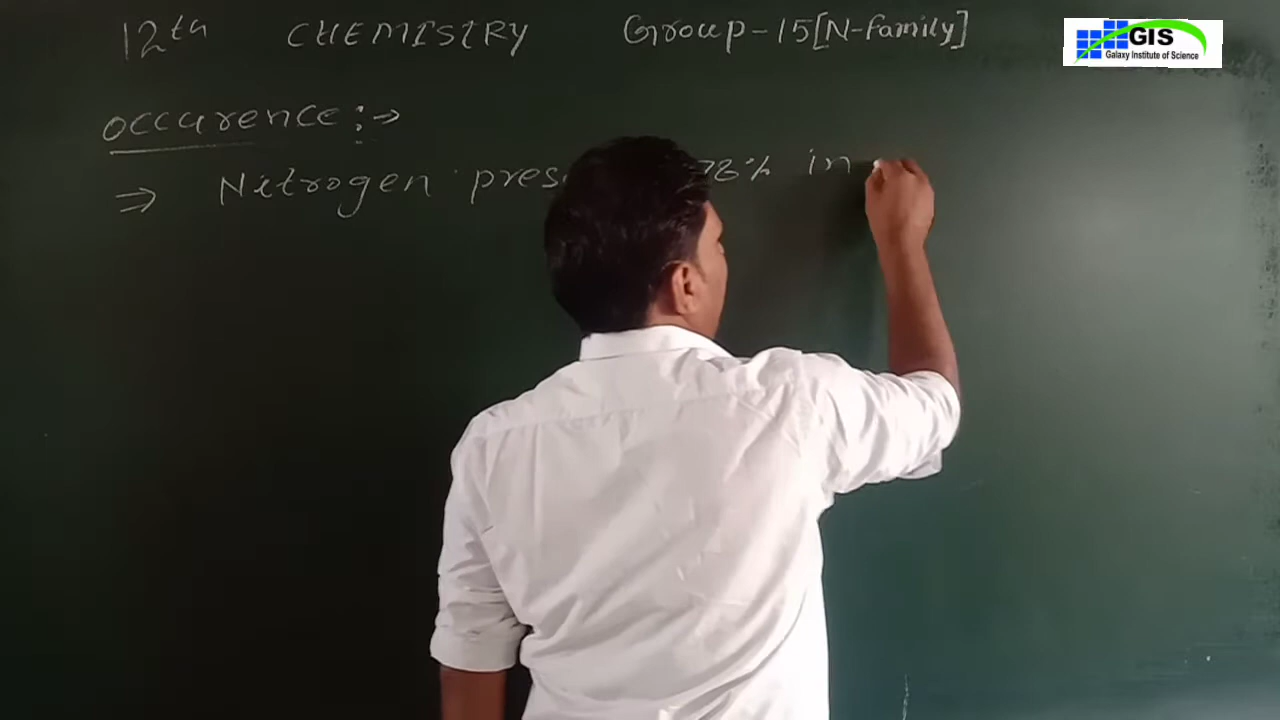 12th CHEMISTRY Group-15[N-Family]
GIS
Galaxy Institute of Science
Occurence :→
⇒ Nitrogen pres 78% in